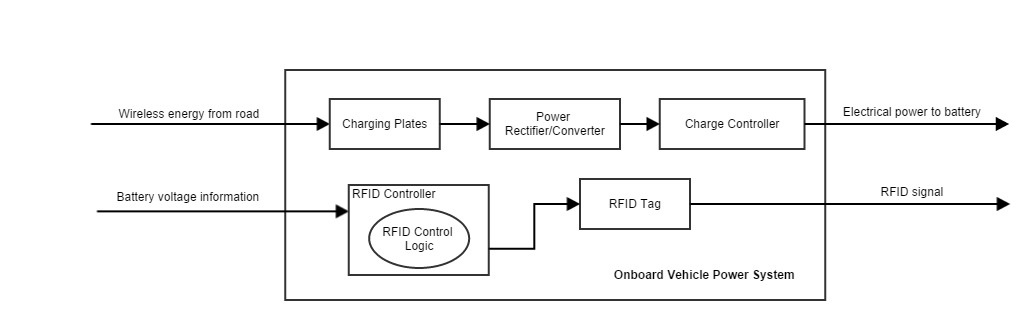 Wireless energy from road
Charging Plates
Power
Rectifier/Converter
Charge Controller
Electrical power to battery
Battery voltage information
RFID Controller
RFID Control
Logic
RFID Tag
RFID signal
Onboard Vehicle Power System